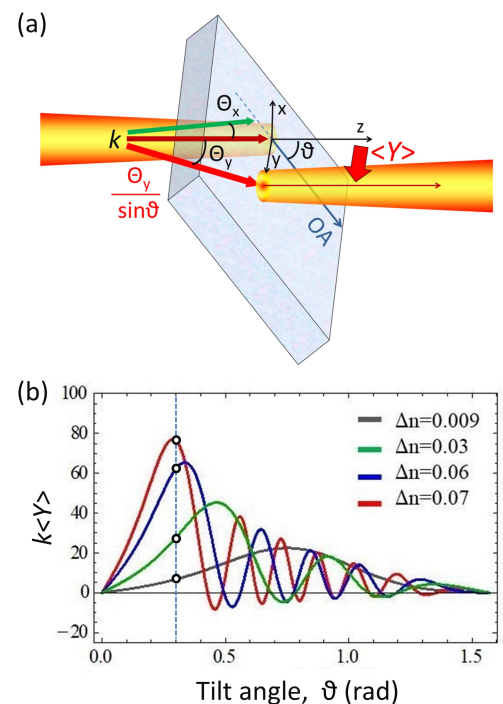 (a)
Θx
x
z
k
Θy
y
ϑ
<Y>
Θy
sinϑ
OA
(b)
100
80
60
40
20
0
−20
k<Y>
Δn=0.009
Δn=0.03
Δn=0.06
Δn=0.07
0.0 0.5 1.0 1.5
Tilt angle, ϑ (rad)